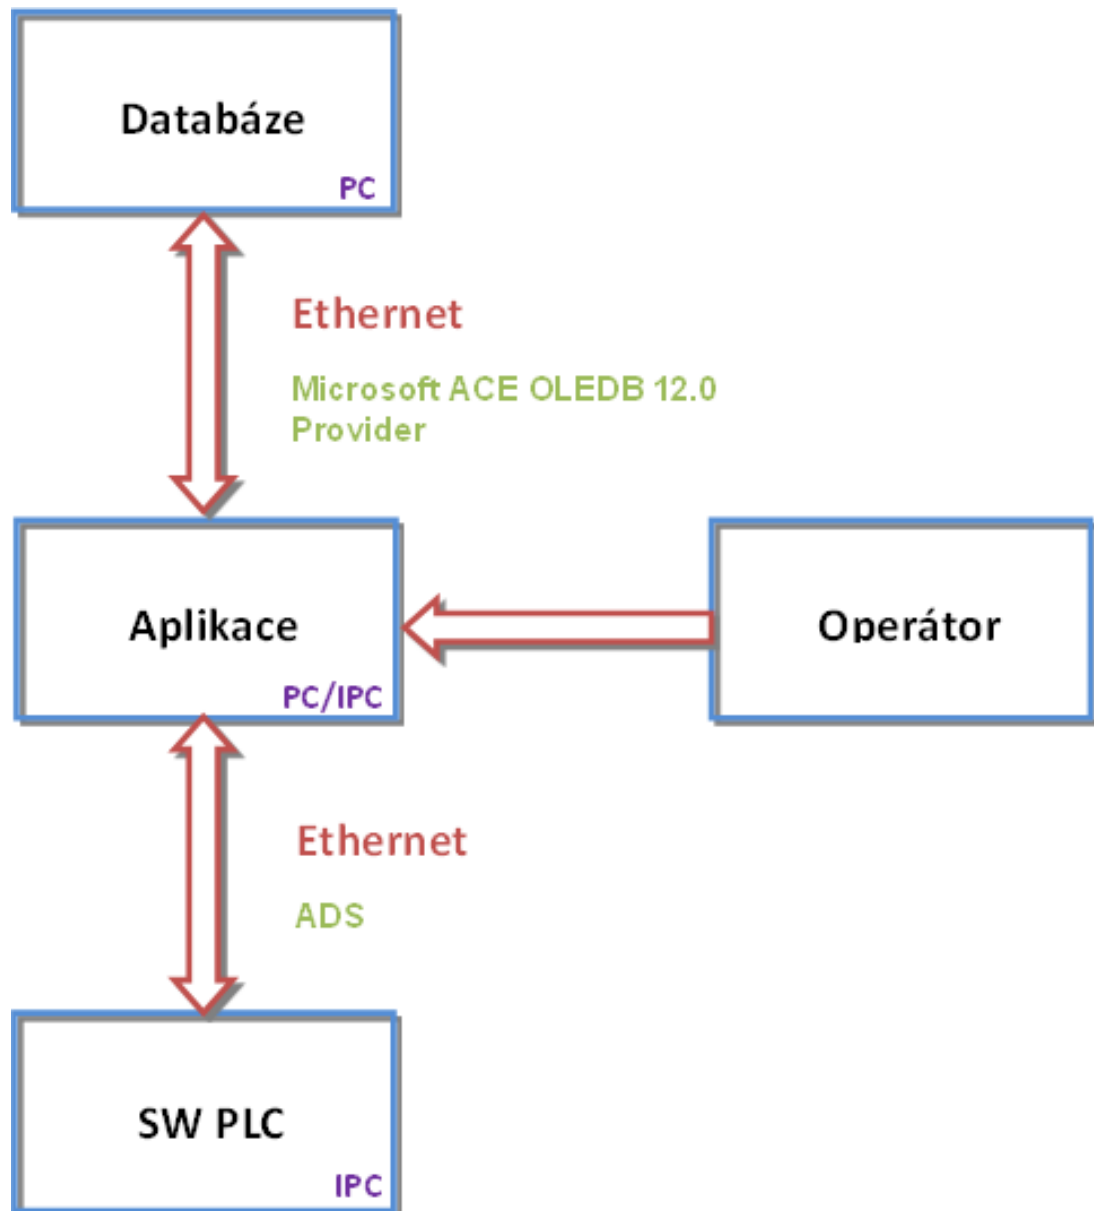 Databáze
PC
Ethernet
Microsoft ACE OLEDB 12.0
Provider
Aplikace
PC/IPC
Operátor
Ethernet
ADS
SW PLC
IPC